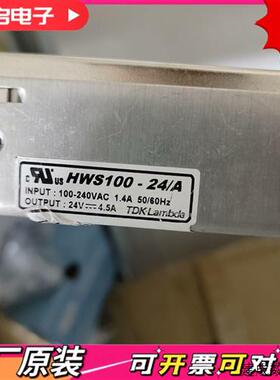 启电子
c RU US HWS100 - 24/A
INPUT : 100-240VAC 1.4A 50/60Hz
OUTPUT : 24V⎓4.5A TDK-Lambda
厂原装
可开票可对